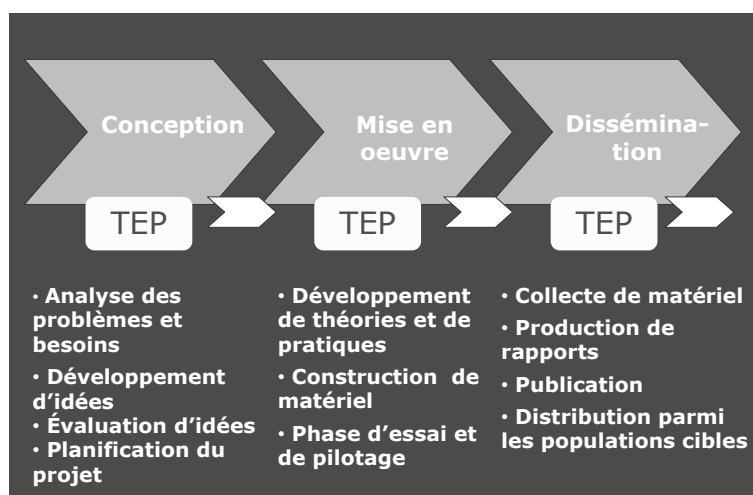 Conception
Mise en
oeuvre
Dissémina-
tion
TEP
TEP
TEP
• Analyse des
problèmes et
besoins
• Développement
d'idées
• Évaluation d'idées
• Planification du
projet
• Développement
de théories et de
pratiques
• Construction de
matériel
• Phase d'essai et
de pilotage
• Collecte de matériel
• Production de
rapports
• Publication
• Distribution parmi
les populations cibles